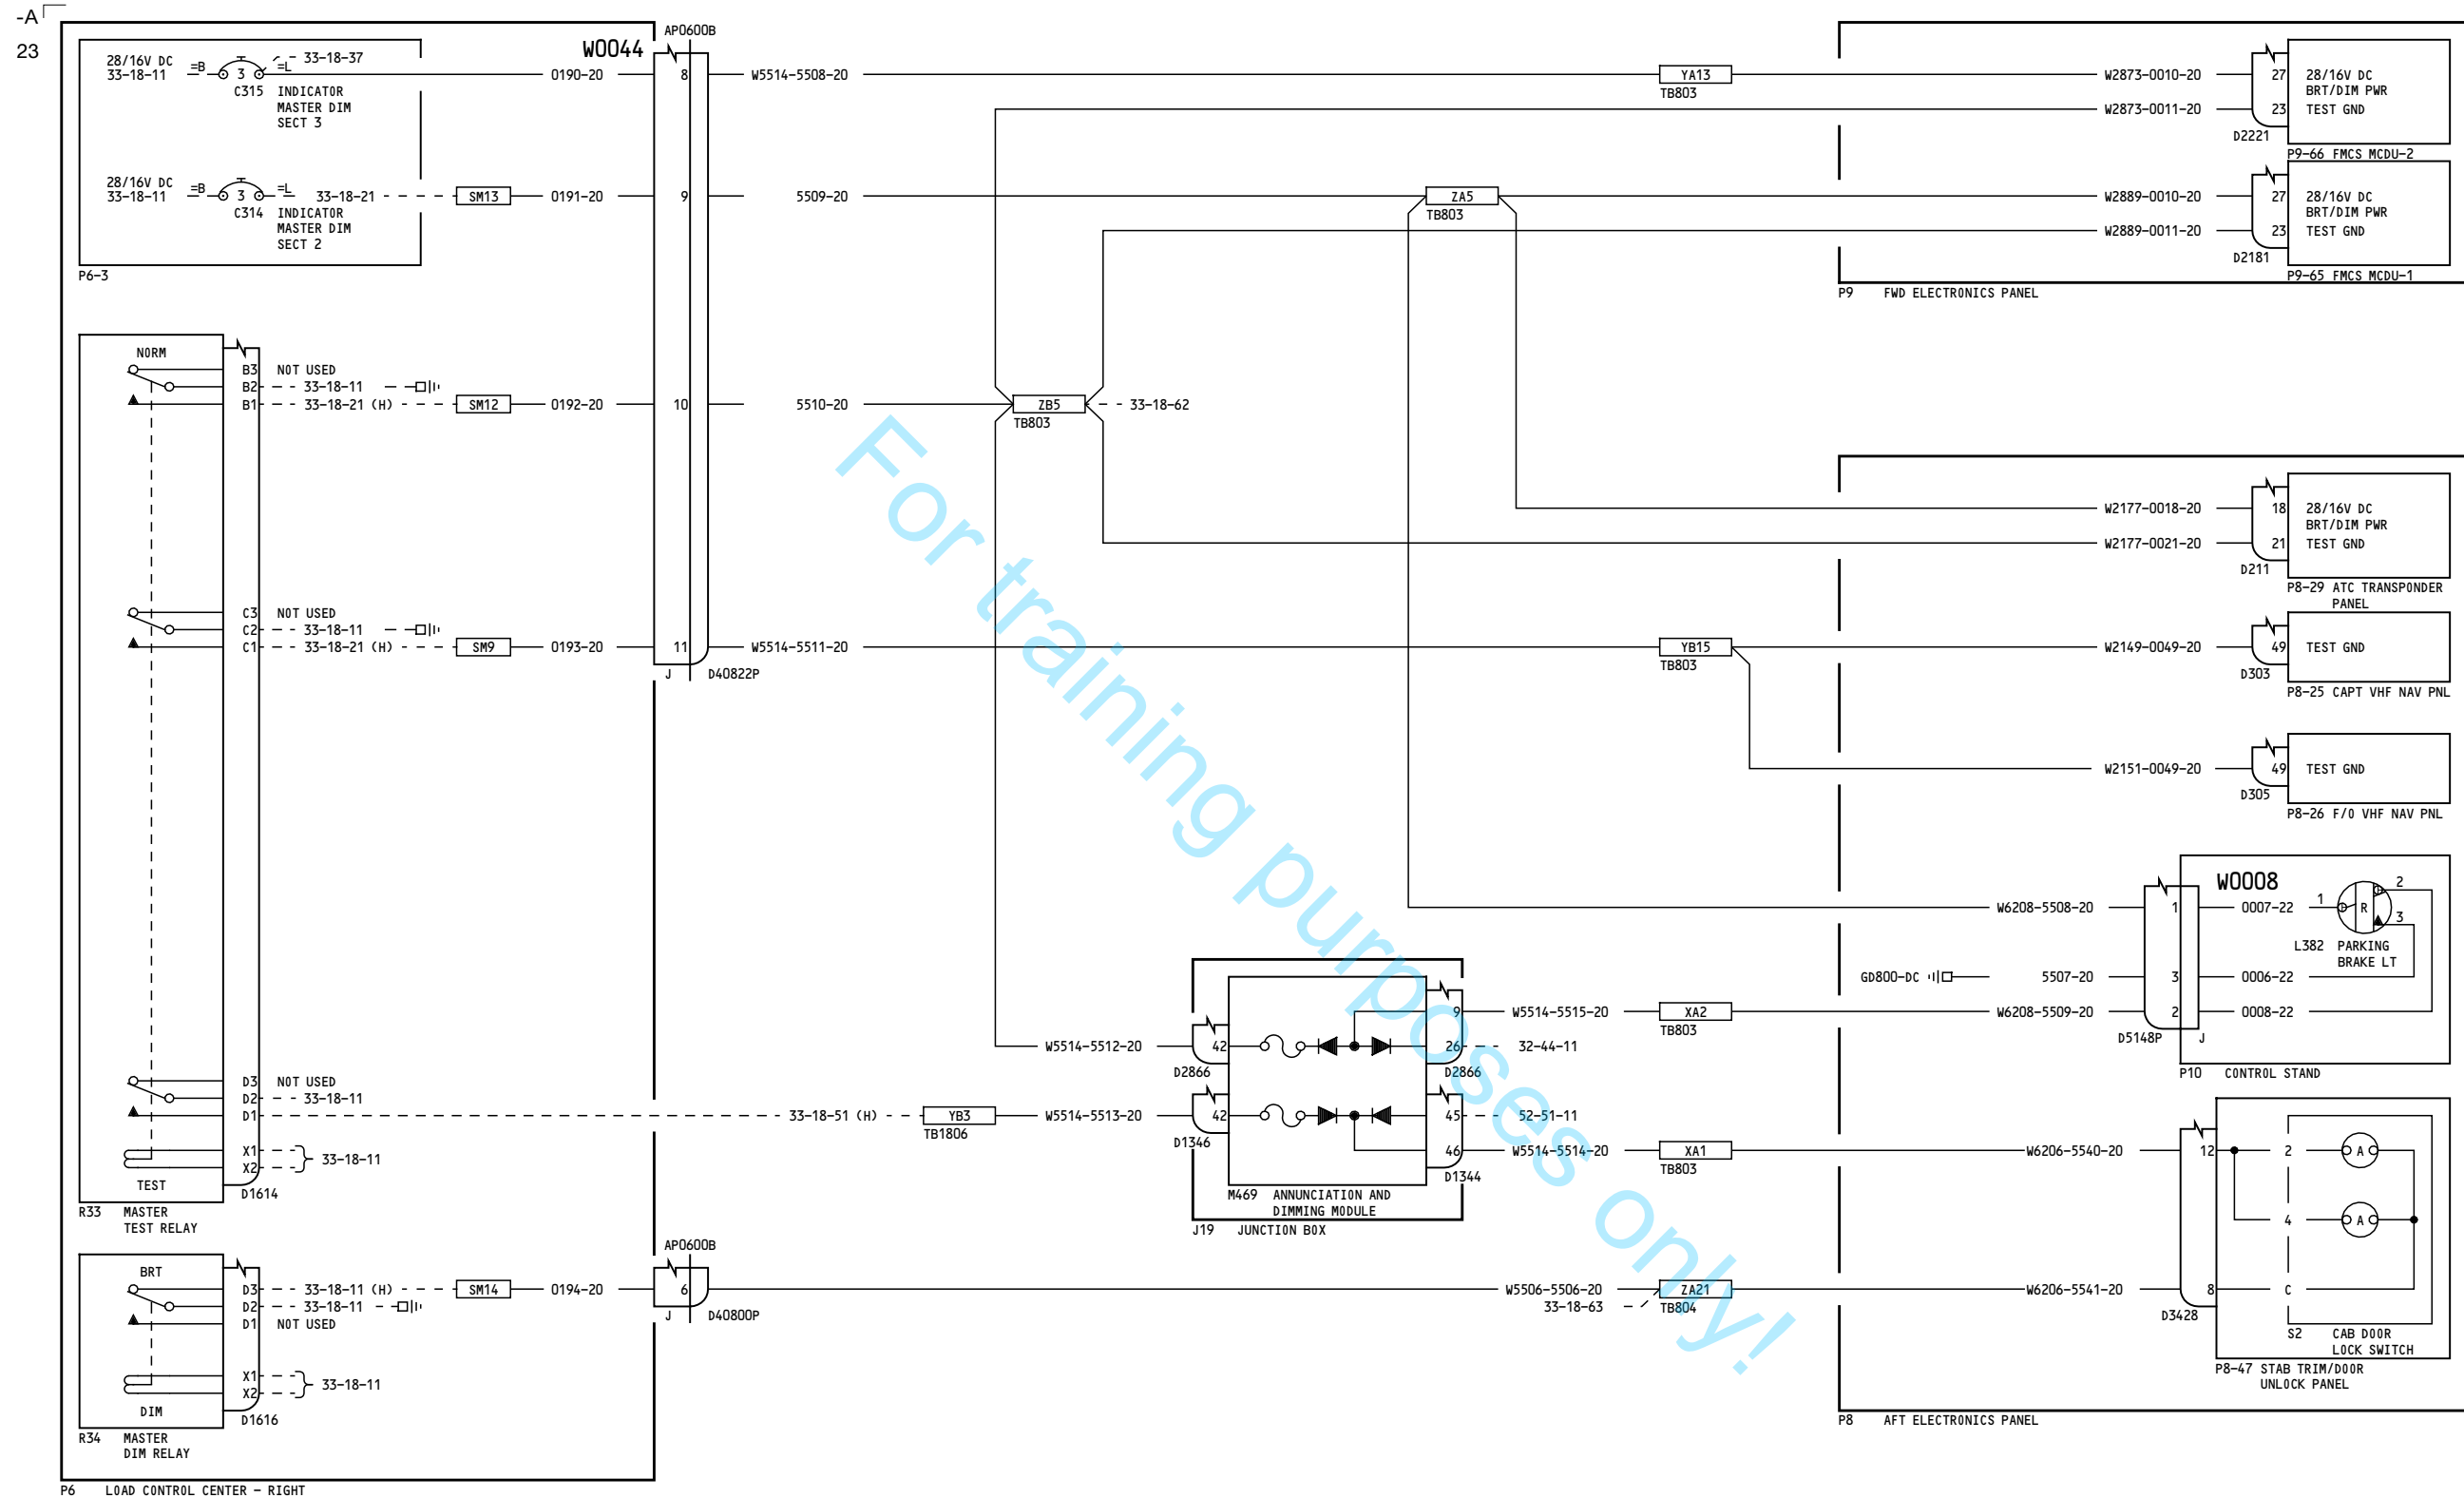 -A
23
AP0600B
W0044
28/16V DC
33-18-11
=B
3
=L
33-18-37
C315 INDICATOR
MASTER DIM
SECT 3
0190-20
8
W5514-5508-20
YA13
TB803
W2873-0010-20
27
28/16V DC
BRT/DIM PWR
W2873-0011-20
23
TEST GND
D2221
P9-66 FMCS MCDU-2
28/16V DC
33-18-11
=B
3
=L
33-18-21
C314 INDICATOR
MASTER DIM
SECT 2
SM13
0191-20
9
5509-20
ZA5
TB803
W2889-0010-20
27
28/16V DC
BRT/DIM PWR
W2889-0011-20
23
TEST GND
D2181
P9-65 FMCS MCDU-1
P6-3
P9 FWD ELECTRONICS PANEL
NORM
B3 NOT USED
B2 33-18-11
B1 33-18-21 (H)
SM12
0192-20
10
5510-20
ZB5
TB803
33-18-62
W2177-0018-20
18
28/16V DC
BRT/DIM PWR
W2177-0021-20
21
TEST GND
D211
P8-29 ATC TRANSPONDER
PANEL
C3 NOT USED
C2 33-18-11
C1 33-18-21 (H)
SM9
0193-20
11
W5514-5511-20
YB15
TB803
W2149-0049-20
49
TEST GND
J
D40822P
D303
P8-25 CAPT VHF NAV PNL
W2151-0049-20
49
TEST GND
D305
P8-26 F/O VHF NAV PNL
W0008
W6208-5508-20
1
0007-22
1
R
2
3
L382 PARKING
BRAKE LT
GD800-DC
5507-20
3
0006-22
W5514-5515-20
XA2
TB803
W6208-5509-20
2
0008-22
D5148P
J
P10 CONTROL STAND
W5514-5512-20
42
D2866
9
26
D2866
32-44-11
D3 NOT USED
D2 33-18-11
D1
33-18-51 (H)
YB3
TB1806
W5514-5513-20
42
D1346
45
52-51-11
46
D1344
W5514-5514-20
XA1
TB803
W6206-5540-20
12
2
A
4
A
X1
X2
33-18-11
TEST
D1614
R33 MASTER
TEST RELAY
M469 ANNUNCIATION AND
DIMMING MODULE
J19 JUNCTION BOX
AP0600B
BRT
D3 33-18-11 (H)
D2 33-18-11
D1 NOT USED
SM14
0194-20
6
J
D40800P
W5506-5506-20
33-18-63
ZA21
TB804
W6206-5541-20
8
C
D3428
S2 CAB DOOR
LOCK SWITCH
P8-47 STAB TRIM/DOOR
UNLOCK PANEL
X1
X2
33-18-11
DIM
D1616
R34 MASTER
DIM RELAY
P8 AFT ELECTRONICS PANEL
P6 LOAD CONTROL CENTER - RIGHT
For training purposes only!